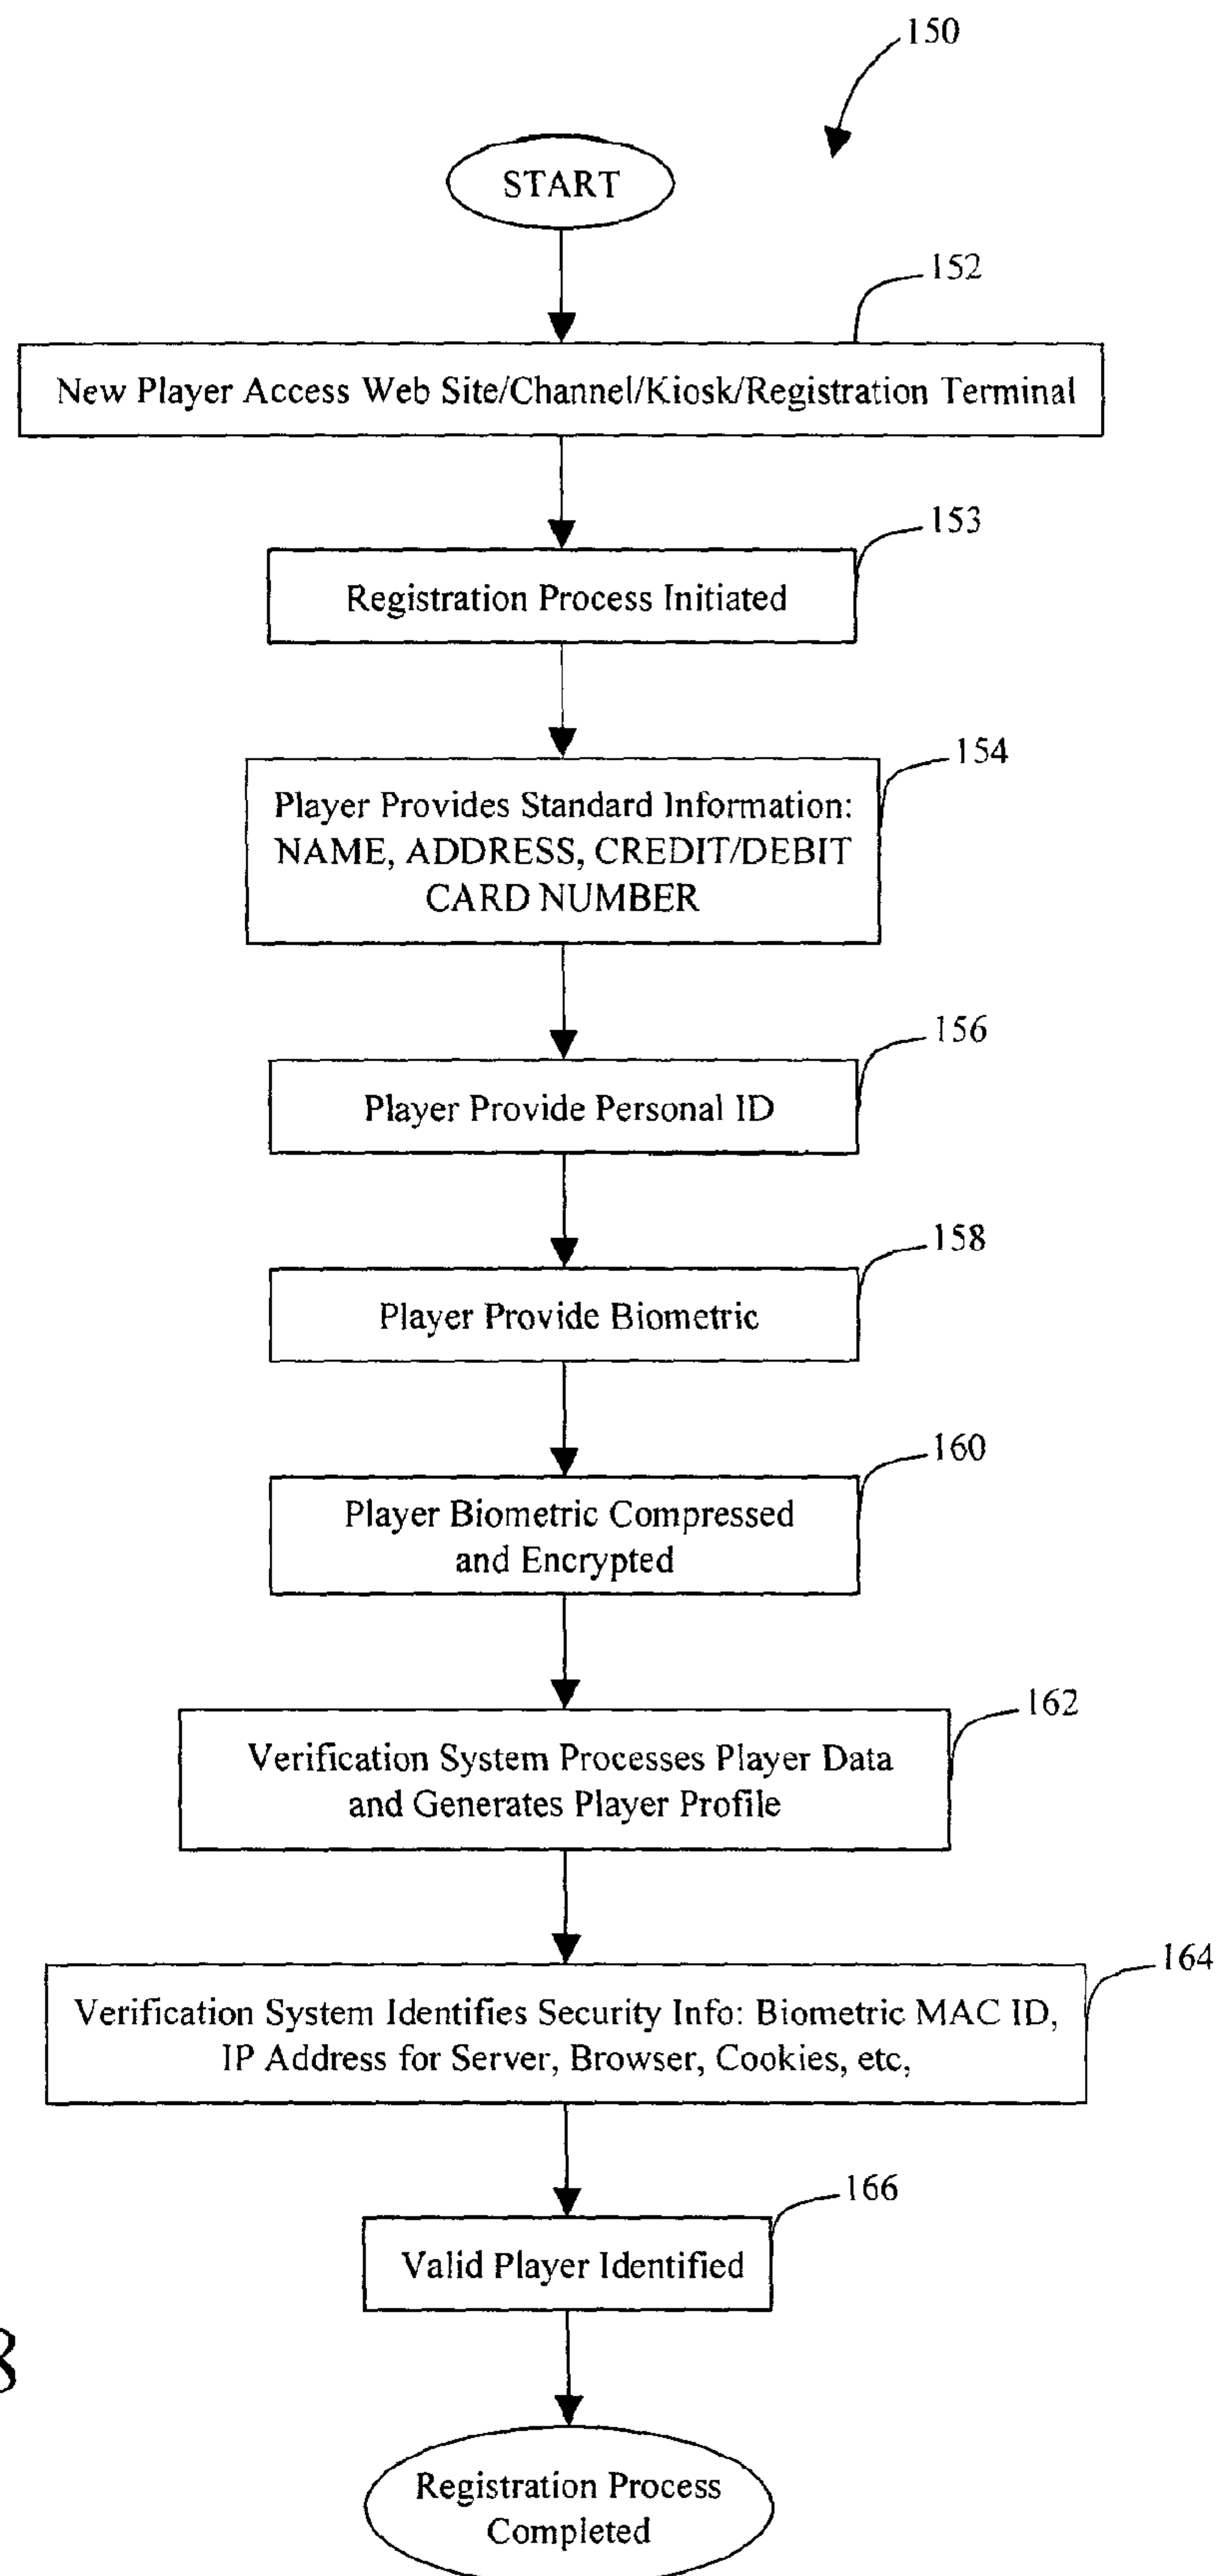 150
START
152
New Player Access Web Site/Channel/Kiosk/Registration Terminal
153
Registration Process Initiated
154
Player Provides Standard Information:
NAME, ADDRESS, CREDIT/DEBIT
CARD NUMBER
156
Player Provide Personal ID
158
Player Provide Biometric
160
Player Biometric Compressed
and Encrypted
162
Verification System Processes Player Data
and Generates Player Profile
164
Verification System Identifies Security Info: Biometric MAC ID,
IP Address for Server, Browser, Cookies, etc,
166
Valid Player Identified
Registration Process
Completed